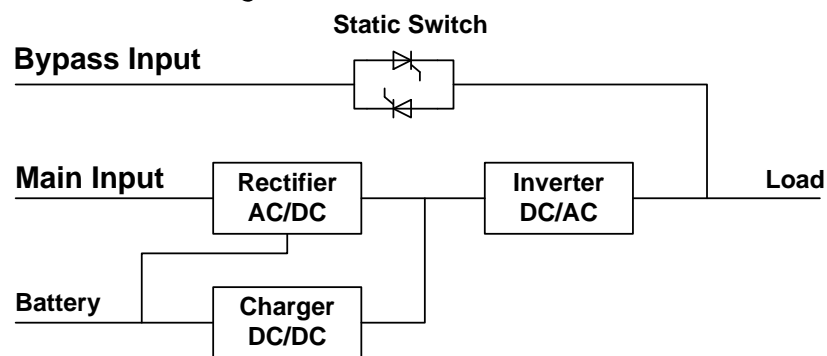 g
Static Switch
Bypass Input
Main Input
Rectifier
AC/DC
Inverter
DC/AC
Load
Battery
Charger
DC/DC